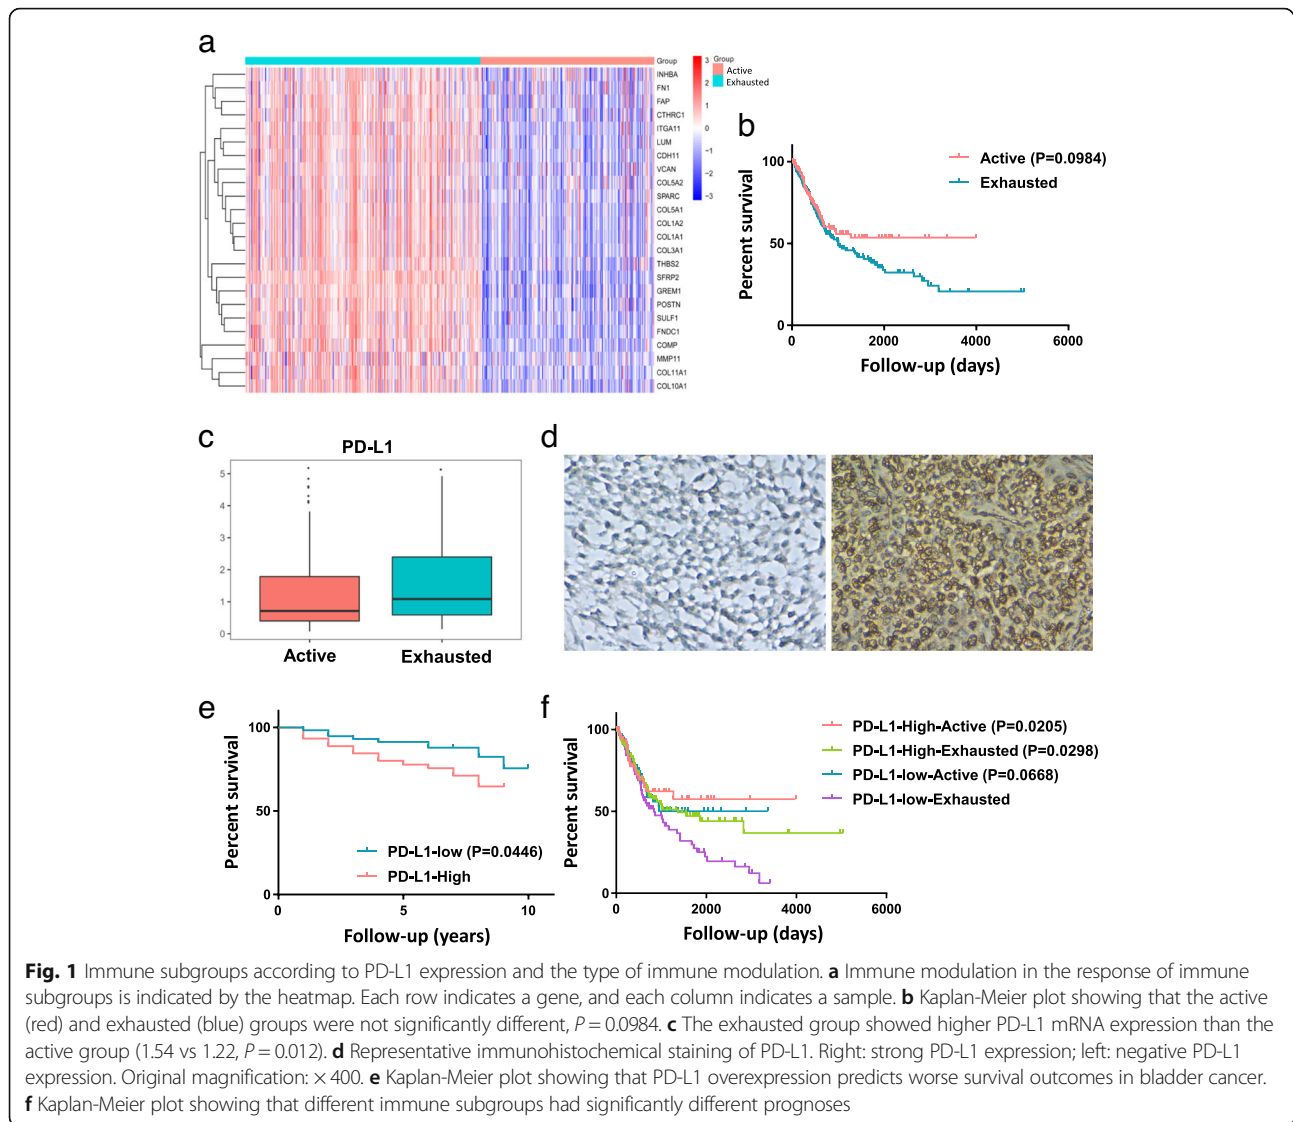 a
Group
INHBA
FN1
FAP
CTHRC1
ITGA11
LUM
CDH11
VCAN
COL5A2
SPARC
COL5A1
COL1A2
COL1A1
COL3A1
THBS2
SFRP2
GREM1
POSTN
SULF1
FNDC1
COMP
MMP11
COL11A1
COL10A1
3
2
1
0
−1
−2
−3
Group
Active
Exhausted
b
Percent survival
100
50
0
0 2000 4000 6000
Follow-up (days)
Active (P=0.0984)
Exhausted
c
PD-L1
5
4
3
2
1
0
Active Exhausted
d
e
Percent survival
100
50
0
0 5 10
Follow-up (years)
PD-L1-low (P=0.0446)
PD-L1-High
f
Percent survival
100
50
0
0 2000 4000 6000
Follow-up (days)
PD-L1-High-Active (P=0.0205)
PD-L1-High-Exhausted (P=0.0298)
PD-L1-low-Active (P=0.0668)
PD-L1-low-Exhausted
Fig. 1 Immune subgroups according to PD-L1 expression and the type of immune modulation. a Immune modulation in the response of immune
subgroups is indicated by the heatmap. Each row indicates a gene, and each column indicates a sample. b Kaplan-Meier plot showing that the active
(red) and exhausted (blue) groups were not significantly different, P = 0.0984. c The exhausted group showed higher PD-L1 mRNA expression than the
active group (1.54 vs 1.22, P = 0.012). d Representative immunohistochemical staining of PD-L1. Right: strong PD-L1 expression; left: negative PD-L1
expression. Original magnification: × 400. e Kaplan-Meier plot showing that PD-L1 overexpression predicts worse survival outcomes in bladder cancer.
f Kaplan-Meier plot showing that different immune subgroups had significantly different prognoses